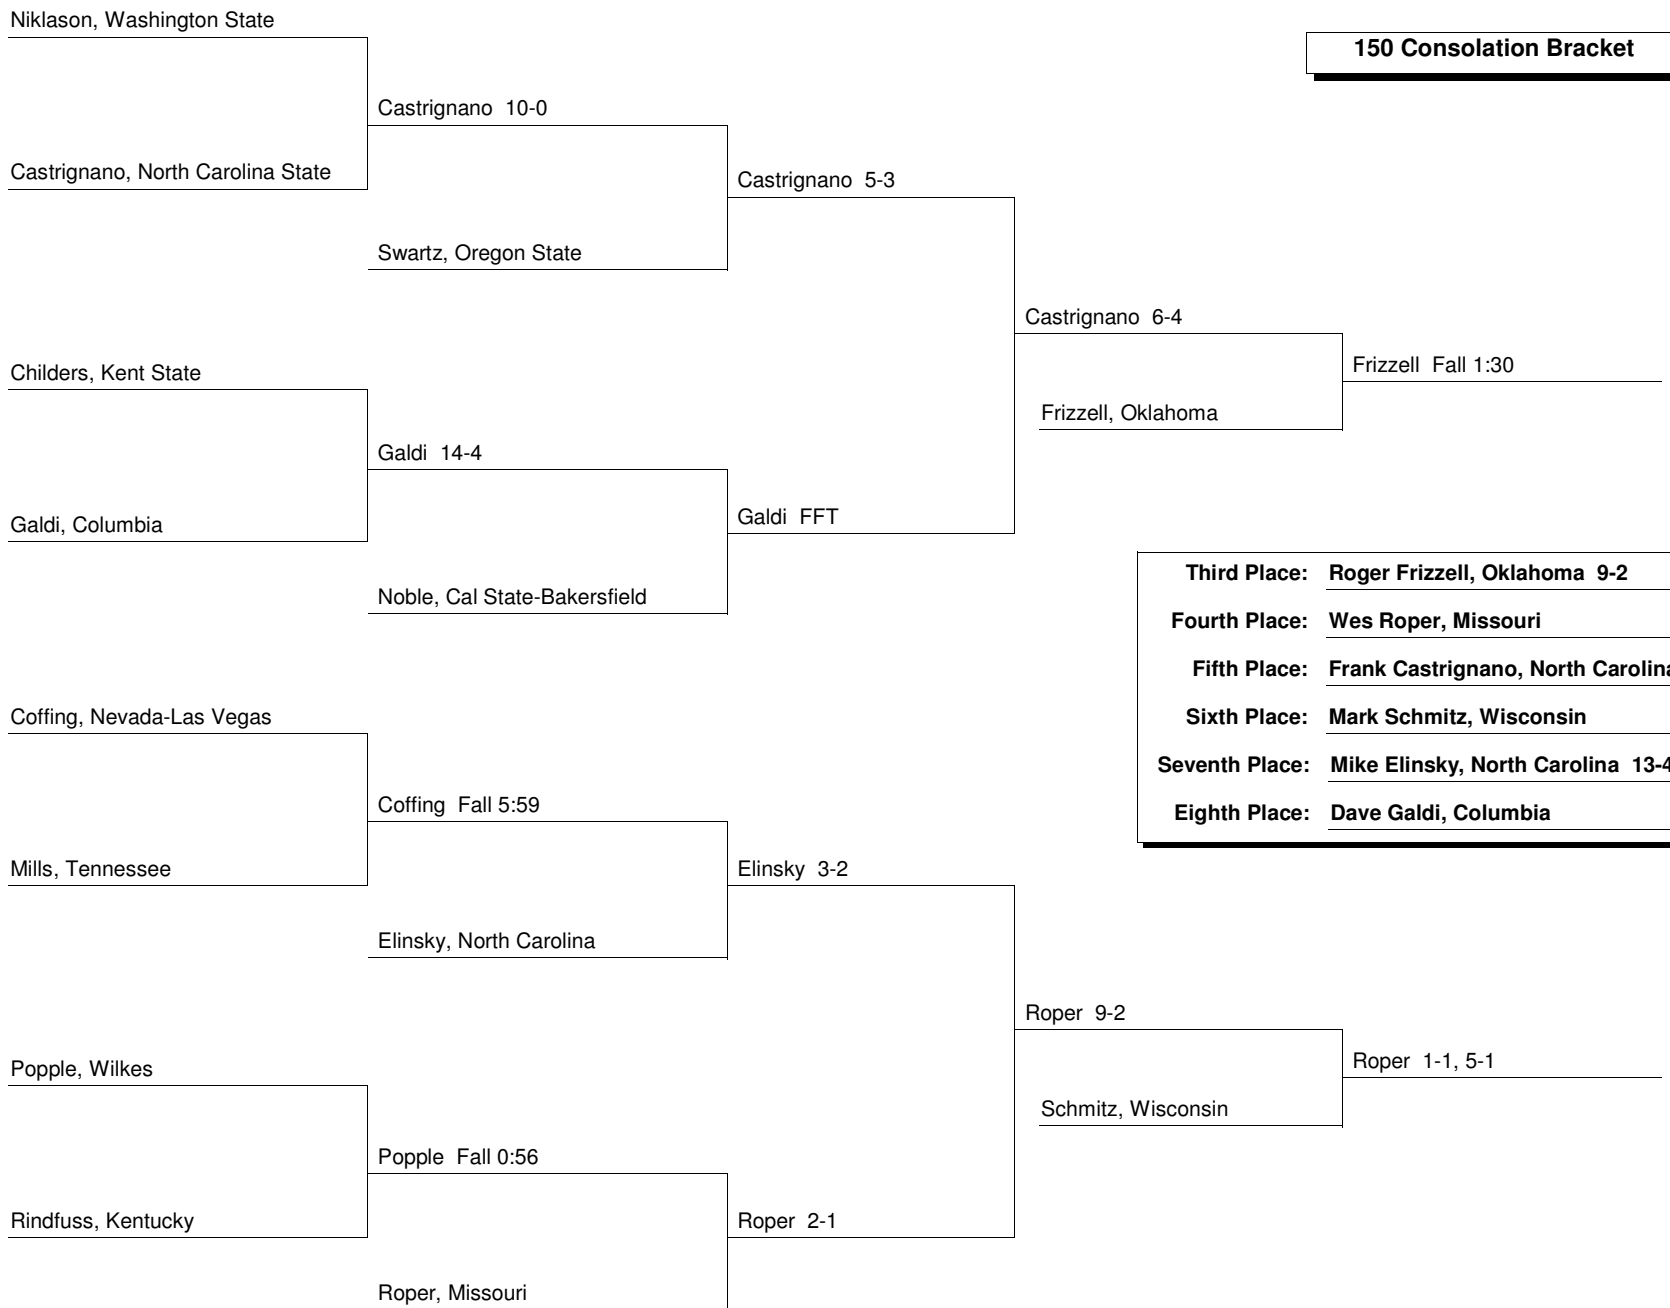 Niklason, Washington State
150 Consolation Bracket
Castrignano 10-0
Castrignano, North Carolina State
Castrignano 5-3
Swartz, Oregon State
Castrignano 6-4
Childers, Kent State
Frizzell Fall 1:30
Frizzell, Oklahoma
Galdi 14-4
Galdi, Columbia
Galdi FFT
Noble, Cal State-Bakersfield
Third Place: Roger Frizzell, Oklahoma 9-2
Fourth Place: Wes Roper, Missouri
Fifth Place: Frank Castrignano, North Carolina
Sixth Place: Mark Schmitz, Wisconsin
Seventh Place: Mike Elinsky, North Carolina 13-4
Eighth Place: Dave Galdi, Columbia
Coffing, Nevada-Las Vegas
Coffing Fall 5:59
Mills, Tennessee
Elinsky 3-2
Elinsky, North Carolina
Roper 9-2
Popple, Wilkes
Roper 1-1, 5-1
Schmitz, Wisconsin
Popple Fall 0:56
Rindfuss, Kentucky
Roper 2-1
Roper, Missouri